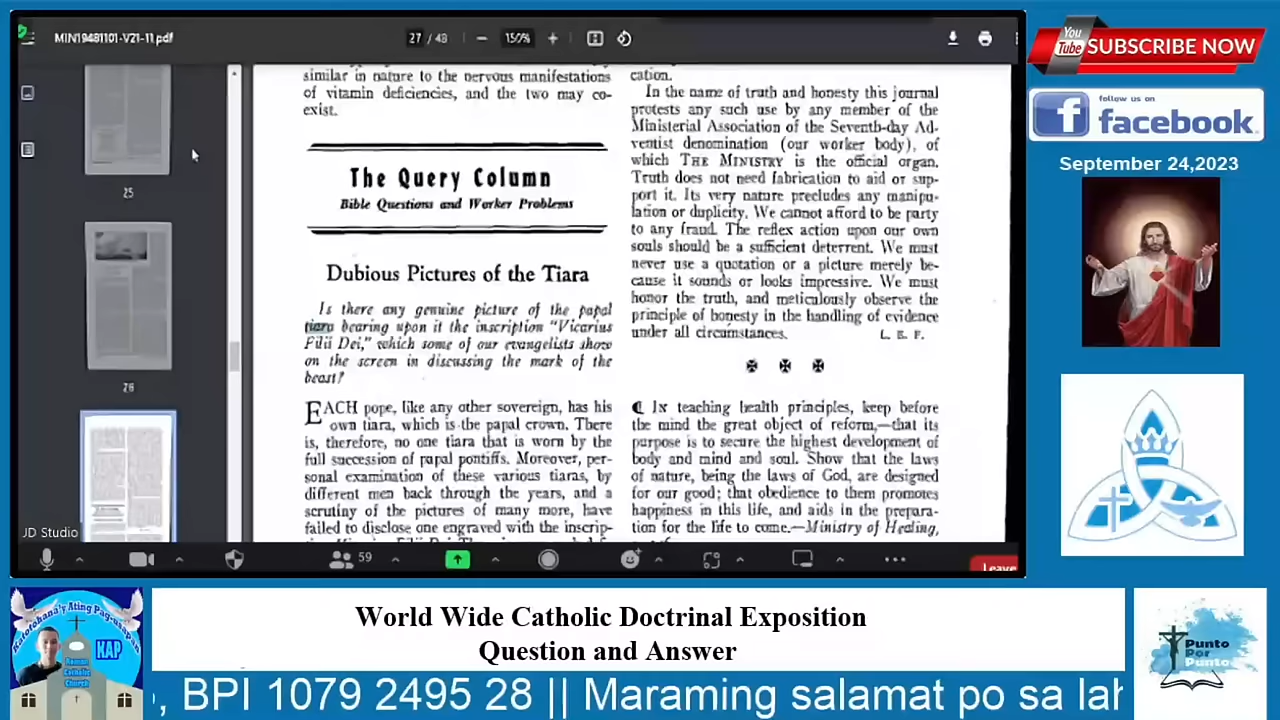 MIN19481101-V21-11.pdf
27 / 48
150%
25
26
JD Studio
similar in nature to the nervous manifestations
of vitamin deficiencies, and the two may co-
exist.
The Query Column
Bible Questions and Worker Problems
Dubious Pictures of the Tiara
Is there any genuine picture of the papal
tiara bearing upon it the inscription "Vicarius
Filii Dei," which some of our evangelists show
on the screen in discussing the mark of the
beast?
EACH pope, like any other sovereign, has his
own tiara, which is the papal crown. There
is, therefore, no one tiara that is worn by the
full succession of papal pontiffs. Moreover, per-
sonal examination of these various tiaras, by
different men back through the years, and a
scrutiny of the pictures of many more, have
failed to disclose one engraved with the inscrip-
cation.
In the name of truth and honesty this journal
protests any such use by any member of the
Ministerial Association of the Seventh-day Ad-
ventist denomination (our worker body), of
which THE MINISTRY is the official organ.
Truth does not need fabrication to aid or sup-
port it. Its very nature precludes any manipu-
lation or duplicity. We cannot afford to be party
to any fraud. The reflex action upon our own
souls should be a sufficient deterrent. We must
never use a quotation or a picture merely be-
cause it sounds or looks impressive. We must
honor the truth, and meticulously observe the
principle of honesty in the handling of evidence
under all circumstances. L. E. F.
¶ IN teaching health principles, keep before
the mind the great object of reform,—that its
purpose is to secure the highest development of
body and mind and soul. Show that the laws
of nature, being the laws of God, are designed
for our good; that obedience to them promotes
happiness in this life, and aids in the prepara-
tion for the life to come.—Ministry of Healing,
59
Leave
You
Tube SUBSCRIBE NOW
follow us on
facebook
September 24,2023
Katotohana'y Ating Pag-usapan
KAP
Roman
Catholic
Church
World Wide Catholic Doctrinal Exposition
Question and Answer
Punto
Por
Punto
, BPI 1079 2495 28 || Maraming salamat po sa lah